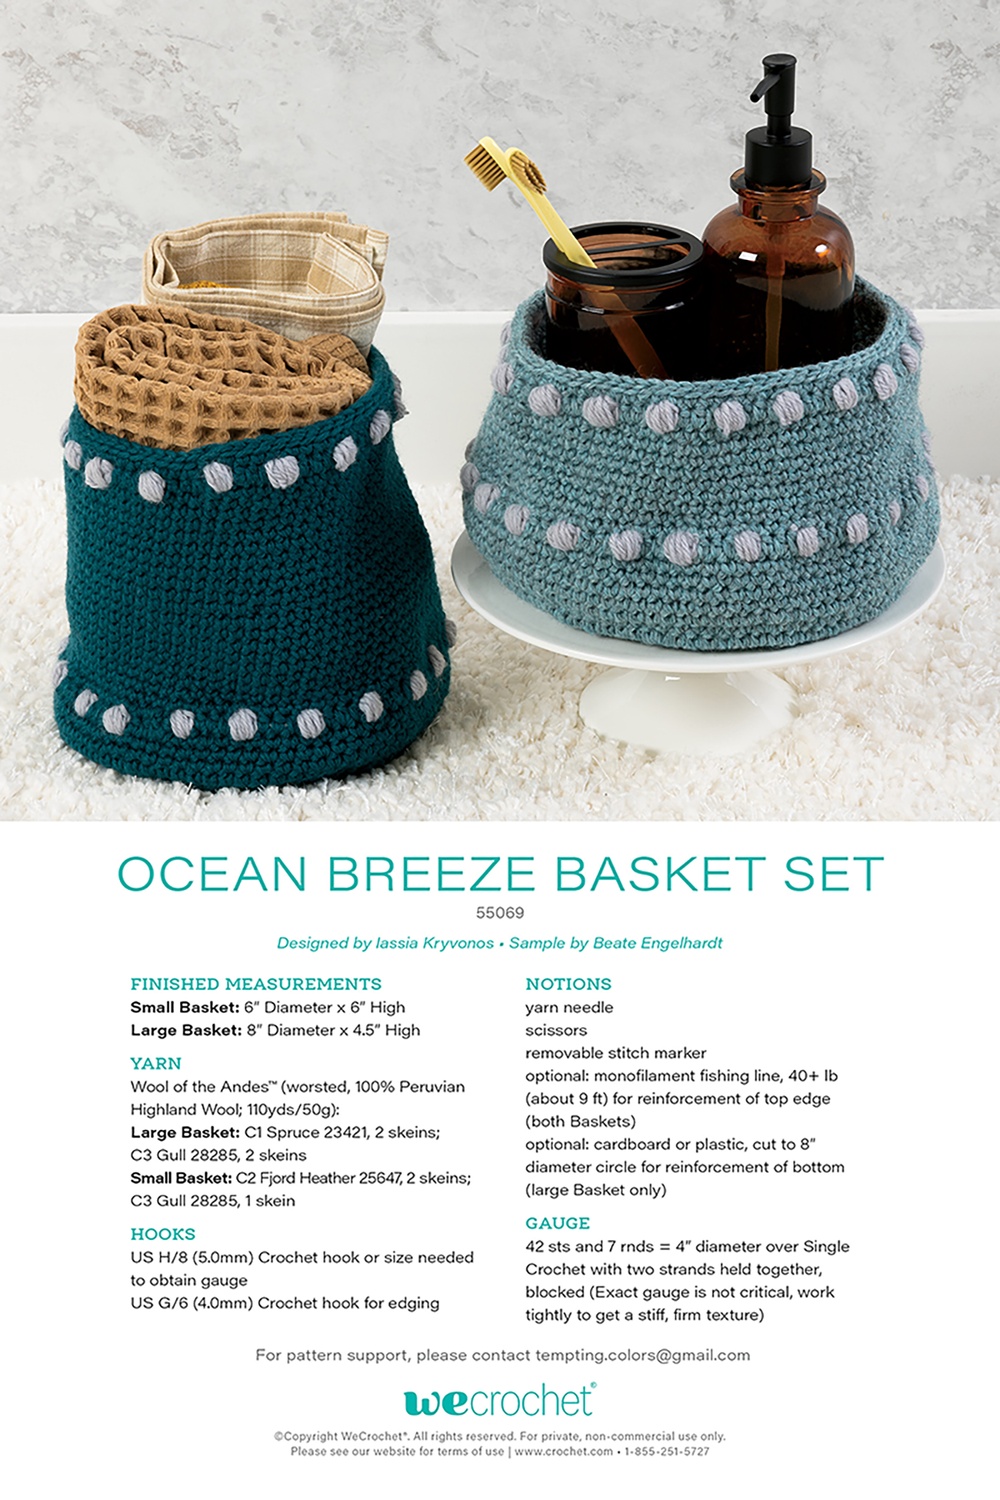 OCEAN BREEZE BASKET SET
55069
Designed by Iassia Kryvonos • Sample by Beate Engelhardt
FINISHED MEASUREMENTS
Small Basket: 6" Diameter x 6" High
Large Basket: 8" Diameter x 4.5" High
YARN
Wool of the Andes™ (worsted, 100% Peruvian
Highland Wool; 110yds/50g):
Large Basket: C1 Spruce 23421, 2 skeins;
C3 Gull 28285, 2 skeins
Small Basket: C2 Fjord Heather 25647, 2 skeins;
C3 Gull 28285, 1 skein
HOOKS
US H/8 (5.0mm) Crochet hook or size needed
to obtain gauge
US G/6 (4.0mm) Crochet hook for edging
NOTIONS
yarn needle
scissors
removable stitch marker
optional: monofilament fishing line, 40+ lb
(about 9 ft) for reinforcement of top edge
(both Baskets)
optional: cardboard or plastic, cut to 8"
diameter circle for reinforcement of bottom
(large Basket only)
GAUGE
42 sts and 7 rnds = 4" diameter over Single
Crochet with two strands held together,
blocked (Exact gauge is not critical, work
tightly to get a stiff, firm texture)
For pattern support, please contact tempting.colors@gmail.com
wecrochet®
©Copyright WeCrochet®. All rights reserved. For private, non-commercial use only.
Please see our website for terms of use | www.crochet.com • 1-855-251-5727